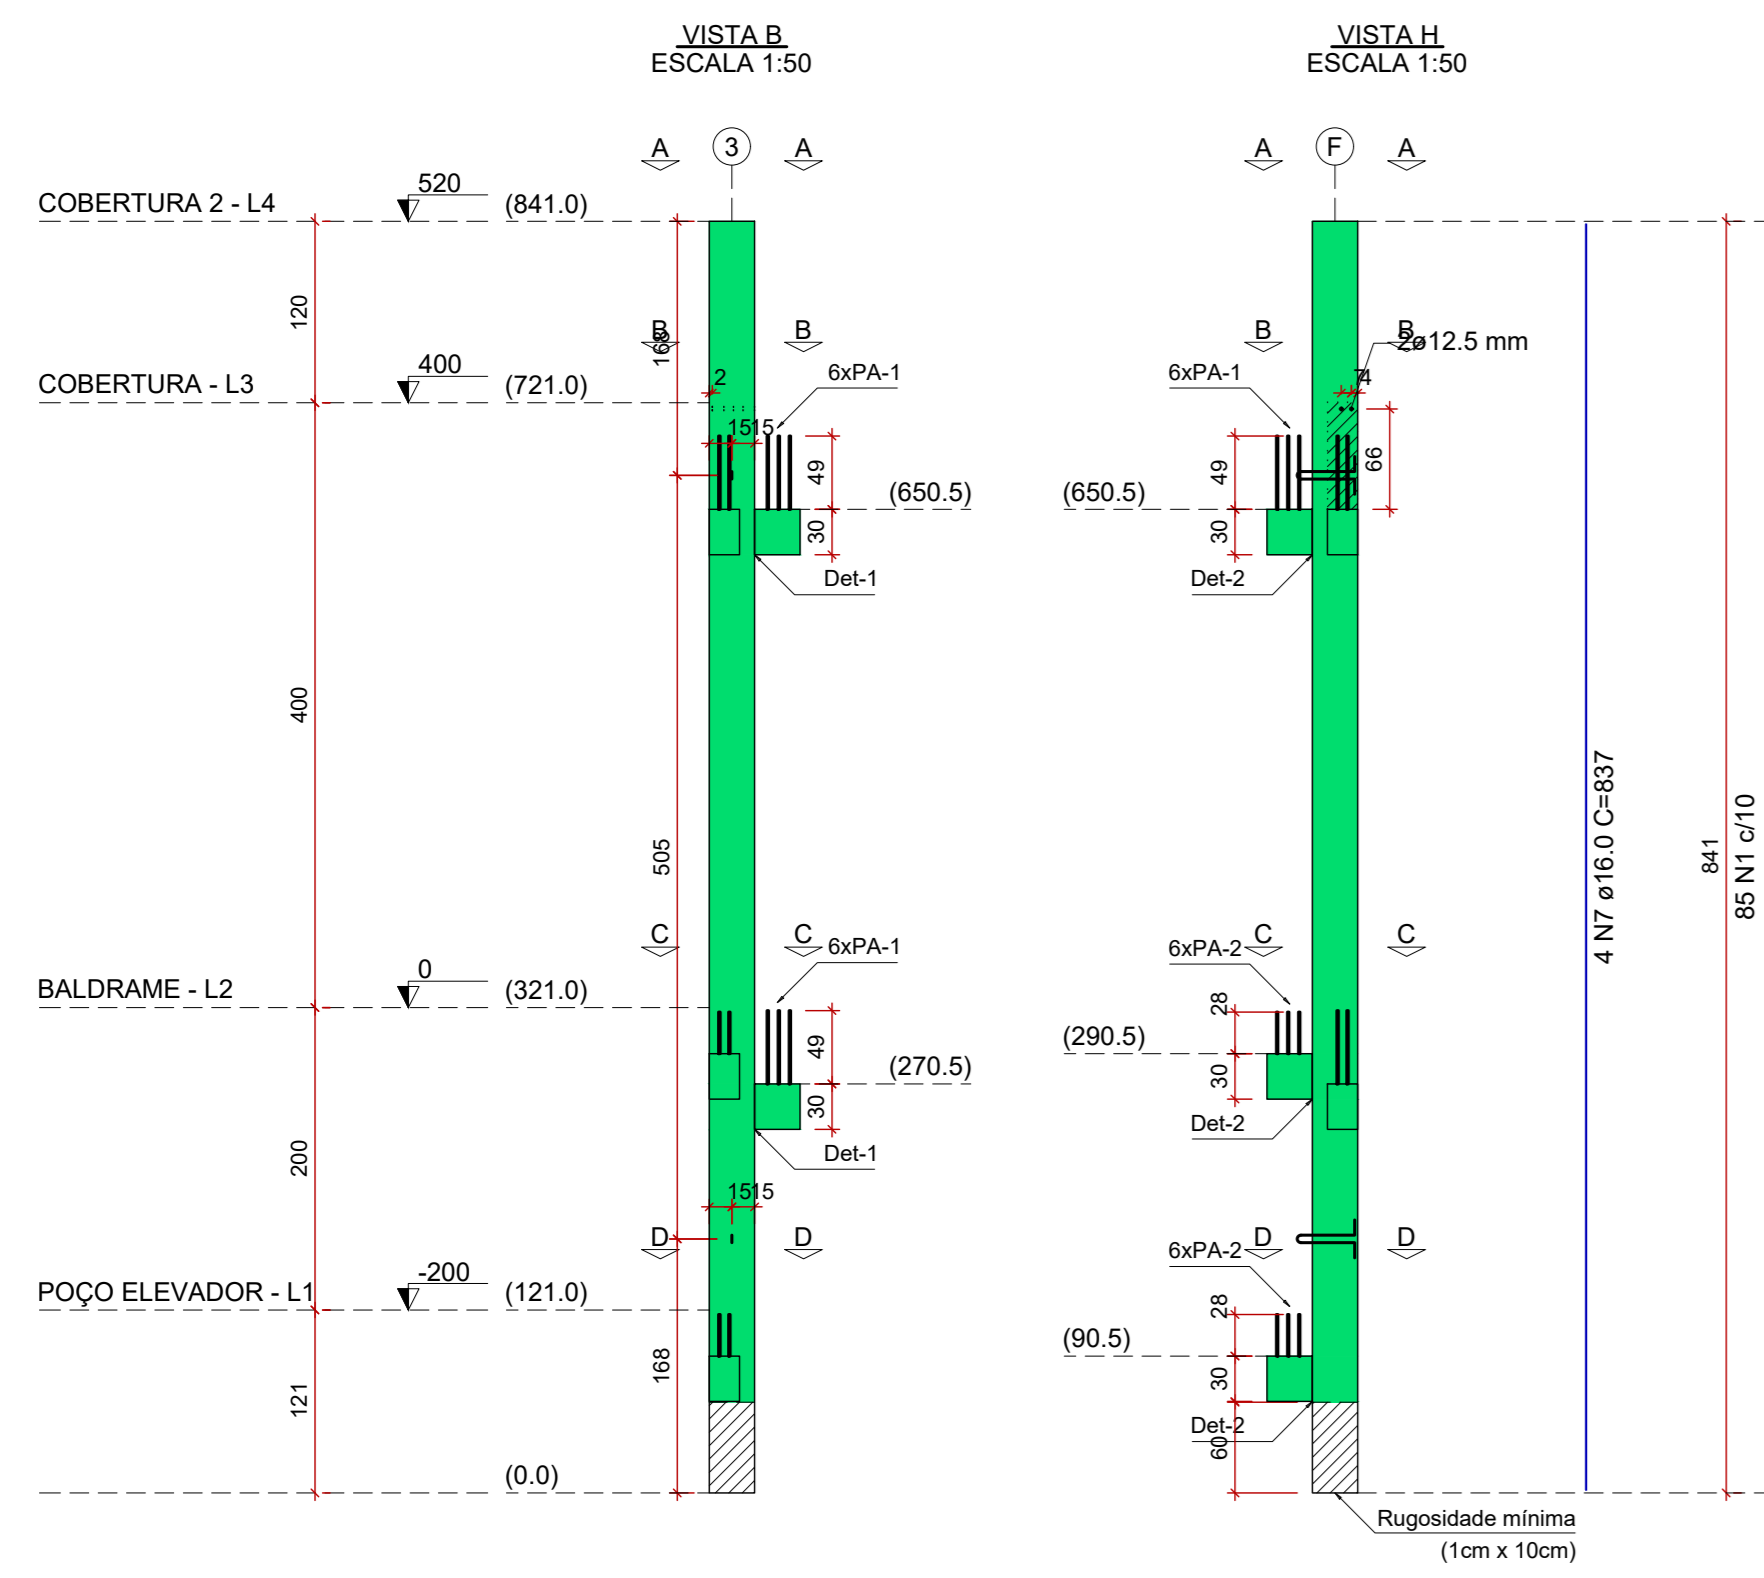 VISTA B
ESCALA 1:50
VISTA H
ESCALA 1:50
A
3
A
A
F
A
COBERTURA 2 - L4
520
(841.0)
120
168
B
B
B
B
2ø12.5 mm
COBERTURA - L3
400
(721.0)
2
6xPA-1
6xPA-1
7
4
15
15
49
(650.5)
30
Det-1
(650.5)
49
30
66
Det-2
400
505
4 N7 ø16.0 C=837
841
85 N1 c/10
C
C
6xPA-1
6xPA-2
C
C
BALDRAME - L2
0
(321.0)
49
(270.5)
30
Det-1
28
(290.5)
30
Det-2
200
15
15
D
D
6xPA-2
D
D
POÇO ELEVADOR - L1
-200
(121.0)
28
(90.5)
168
30
121
Det-2
60
(0.0)
Rugosidade mínima
(1cm x 10cm)